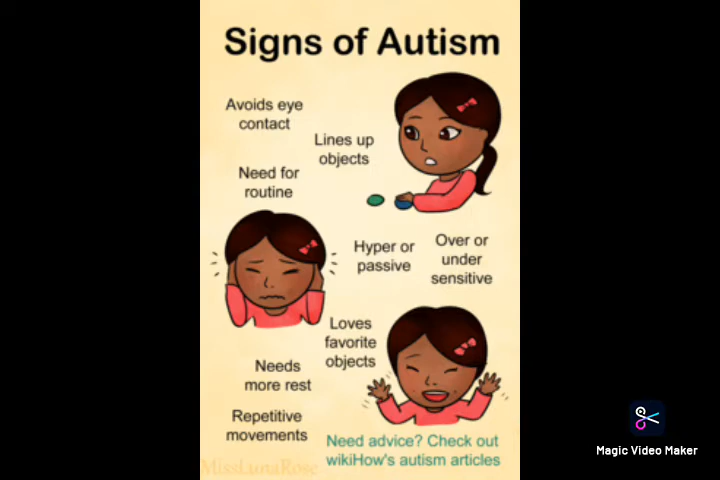 Signs of Autism
Avoids eye
contact
Lines up
objects
Need for
routine
Hyper or
passive
Over or
under
sensitive
Loves
favorite
objects
Needs
more rest
Repetitive
movements
Need advice? Check out
wikiHow's autism articles
MissLunaRose
Magic Video Maker